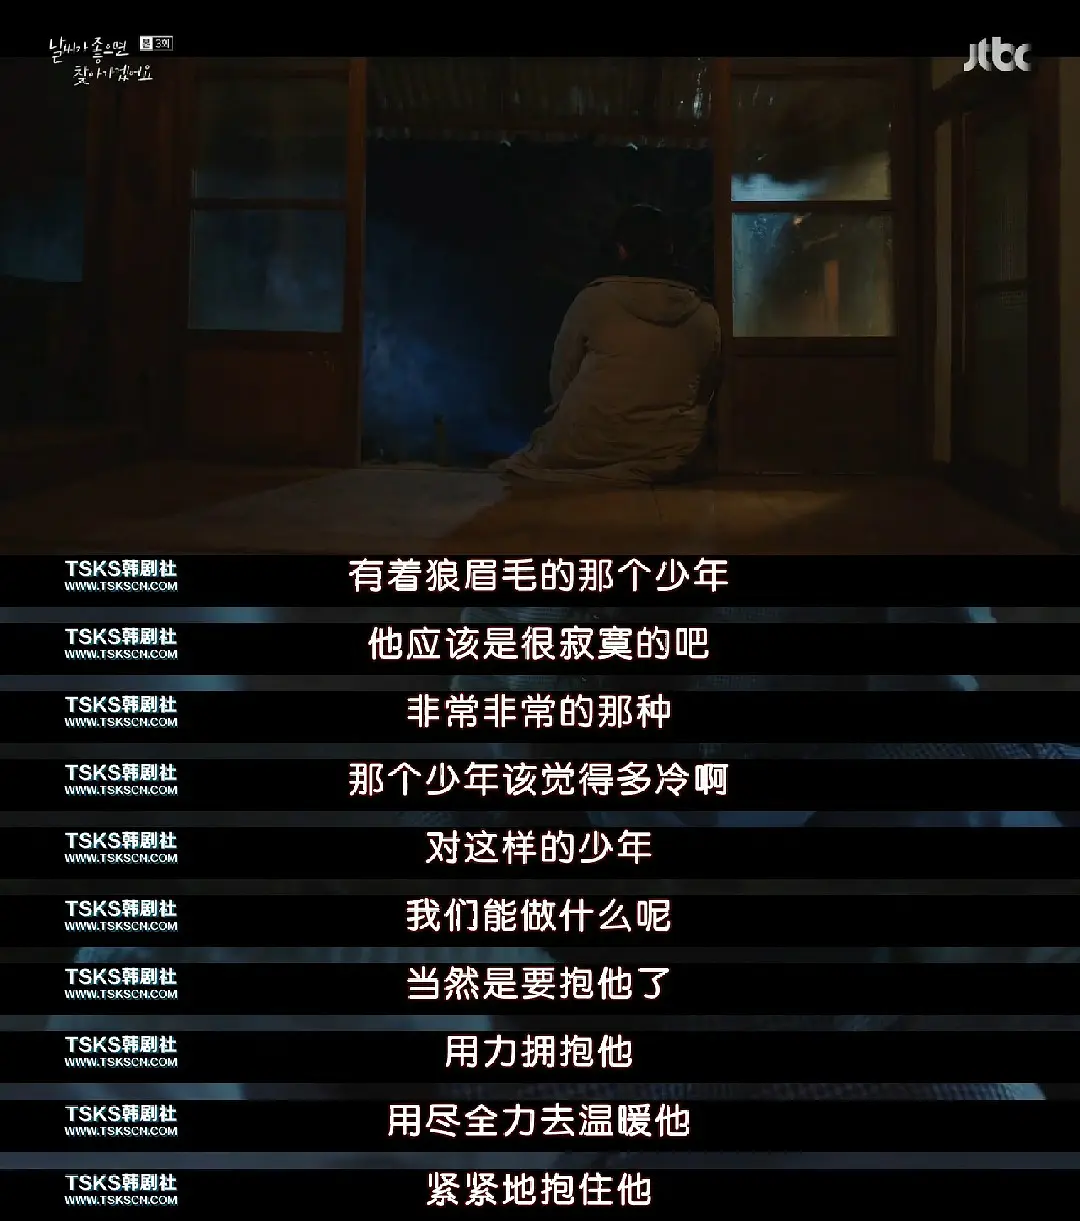 날씨가 좋으면 본 3회
찾아가겠어요
jtbc
TSKS韩剧社
WWW.TSKSCN.COM
有着狼眉毛的那个少年
TSKS韩剧社
WWW.TSKSCN.COM
他应该是很寂寞的吧
TSKS韩剧社
WWW.TSKSCN.COM
非常非常的那种
TSKS韩剧社
WWW.TSKSCN.COM
那个少年该觉得多冷啊
TSKS韩剧社
WWW.TSKSCN.COM
对这样的少年
TSKS韩剧社
WWW.TSKSCN.COM
我们能做什么呢
TSKS韩剧社
WWW.TSKSCN.COM
当然是要抱他了
TSKS韩剧社
WWW.TSKSCN.COM
用力拥抱他
TSKS韩剧社
WWW.TSKSCN.COM
用尽全力去温暖他
TSKS韩剧社
WWW.TSKSCN.COM
紧紧地抱住他